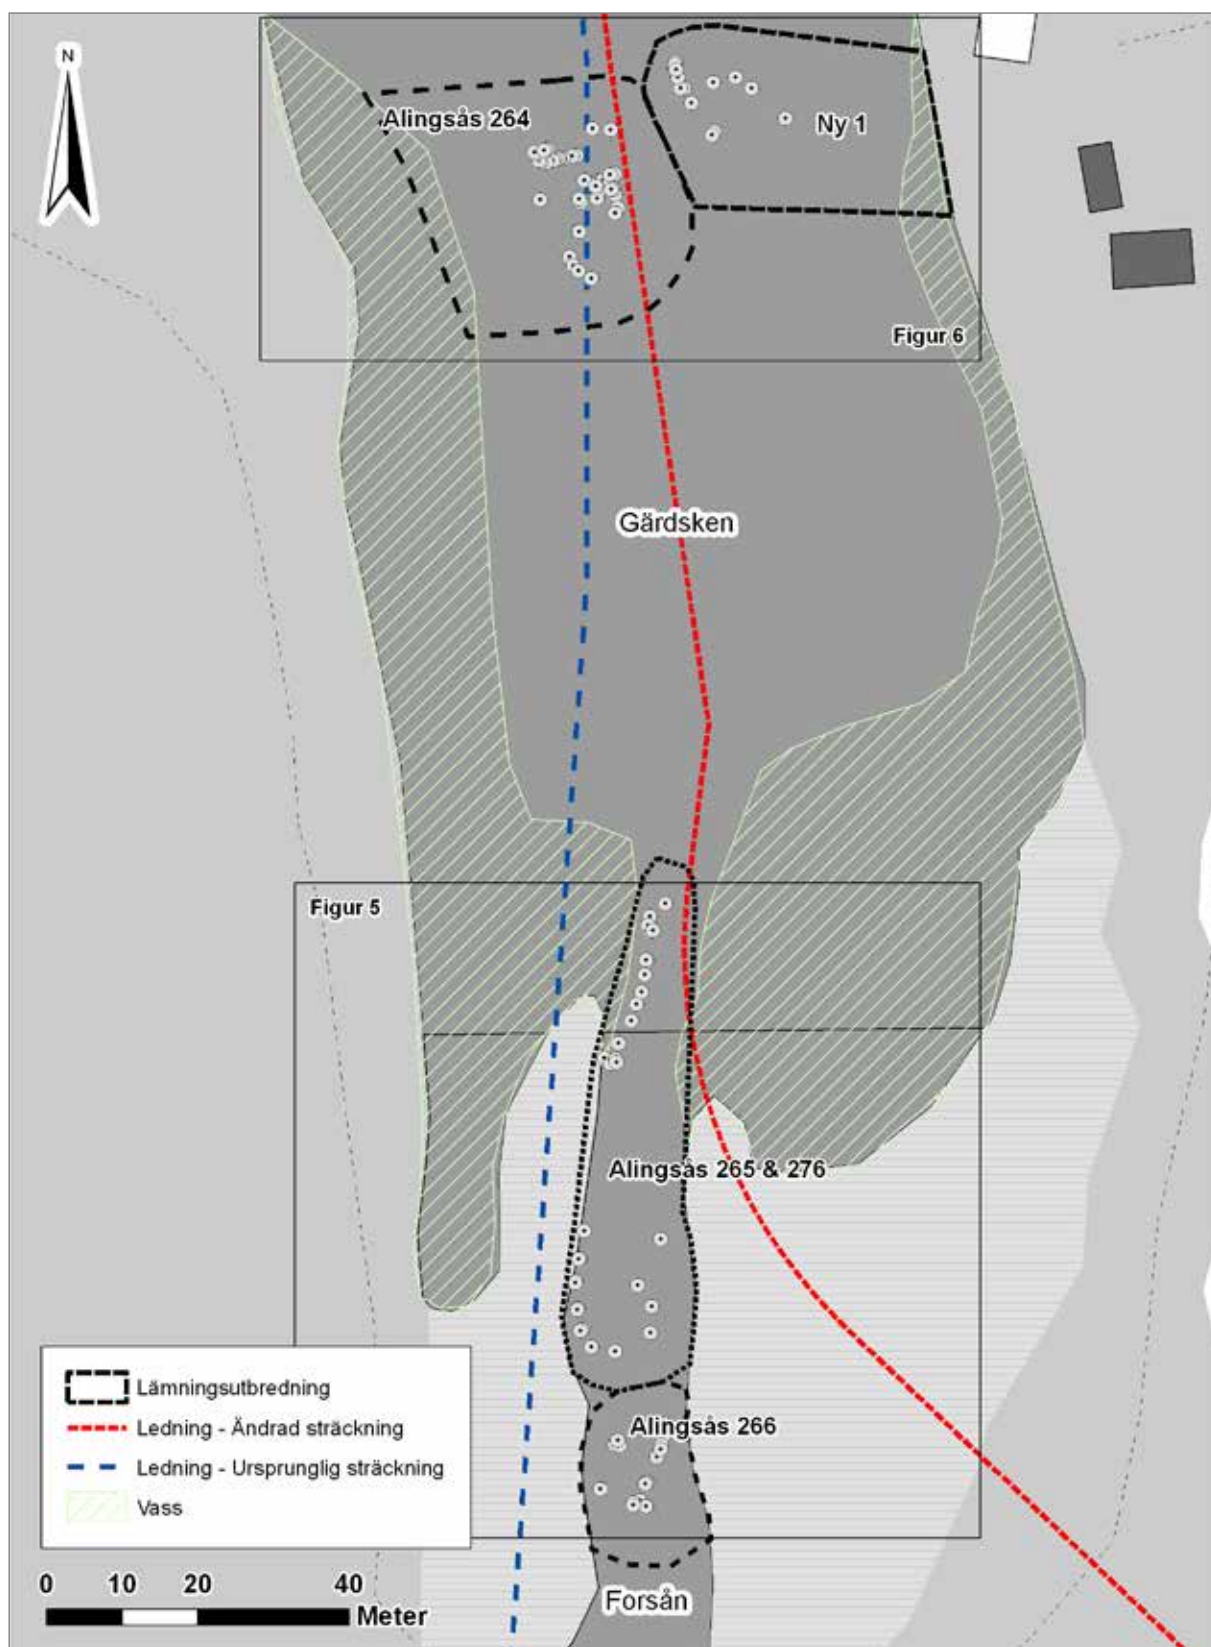 N
Alingsås 264
Ny 1
Figur 6
Gärdsken
Figur 5
Alingsås 265 & 276
Alingsås 266
Forsån
Lämningsutbredning
Ledning - Ändrad sträckning
Ledning - Ursprunglig sträckning
Vass
0 10 20 40
Meter